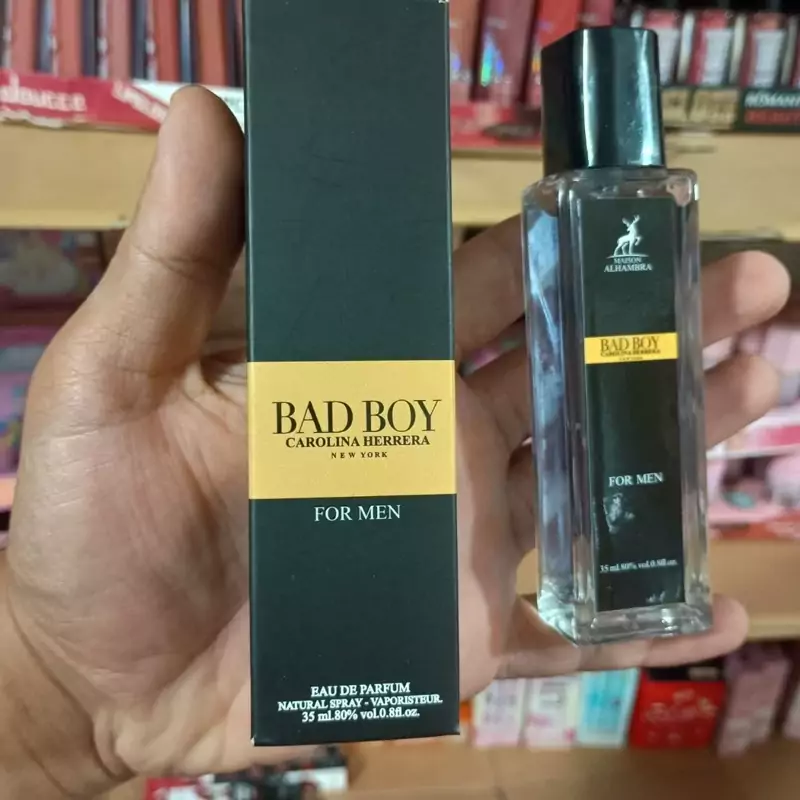 BAD BOY
CAROLINA HERRERA
NEW YORK
FOR MEN
EAU DE PARFUM
NATURAL SPRAY - VAPORISTEUR
35 ml.80% vol.0.8fl.oz.
MAISON
ALHAMBRA
BAD BOY
CAROLINA HERRERA
FOR MEN
35 ml.80% vol.0.8fl.oz.